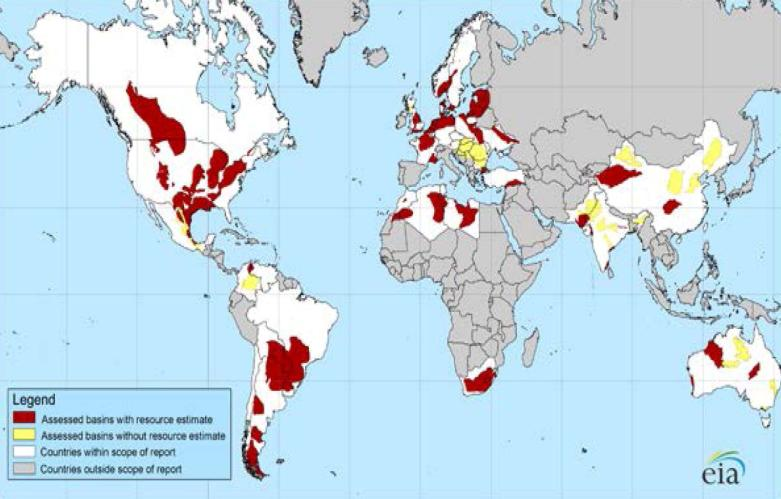 Legend
Assessed basins with resource estimate
Assessed basins without resource estimate
Countries within scope of report
Countries outside scope of report
eia